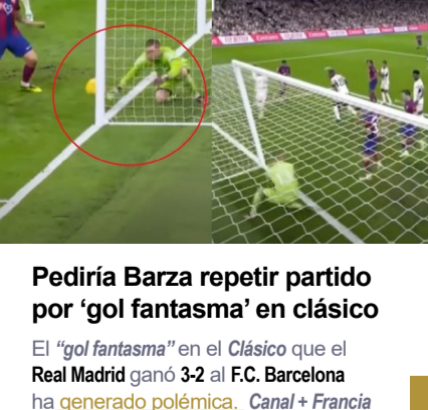 Pediría Barza repetir partido
por ‘gol fantasma’ en clásico
El “gol fantasma” en el Clásico que el
Real Madrid ganó 3-2 al F.C. Barcelona
ha generado polémica. Canal + Francia